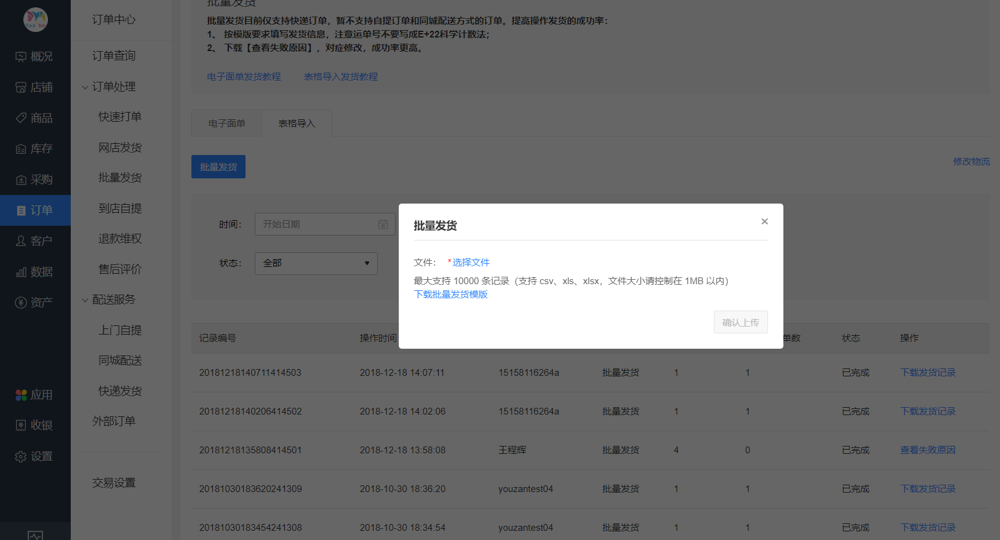 概况
店铺
商品
库存
采购
订单
客户
数据
资产
应用
收银
设置
订单中心
订单查询
订单处理
快速打单
网店发货
批量发货
到店自提
退款维权
售后评价
配送服务
上门自提
同城配送
快递发货
外部订单
交易设置
批量发货
批量发货目前仅支持快递订单，暂不支持自提订单和同城配送方式的订单。提高操作发货的成功率：
1、 按模版要求填写发货信息，注意运单号不要写成E+22科学计数法；
2、 下载【查看失败原因】，对症修改，成功率更高。
电子面单发货教程 表格导入发货教程
电子面单 表格导入
批量发货 修改物流
时间： 开始日期
状态： 全部
批量发货 ×
文件： *选择文件
最大支持 10000 条记录（支持 csv、xls、xlsx，文件大小请控制在 1MB 以内）
下载批量发货模版
确认上传
记录编号 操作时间 单数 状态 操作
20181218140711414503 2018-12-18 14:07:11 15158116264a 批量发货 1 1 已完成 下载发货记录
20181218140206414502 2018-12-18 14:02:06 15158116264a 批量发货 1 1 已完成 下载发货记录
20181218135808414501 2018-12-18 13:58:08 王程辉 批量发货 4 0 已完成 查看失败原因
20181030183620241309 2018-10-30 18:36:20 youzantest04 批量发货 1 1 已完成 下载发货记录
20181030183454241308 2018-10-30 18:34:54 youzantest04 批量发货 1 1 已完成 下载发货记录